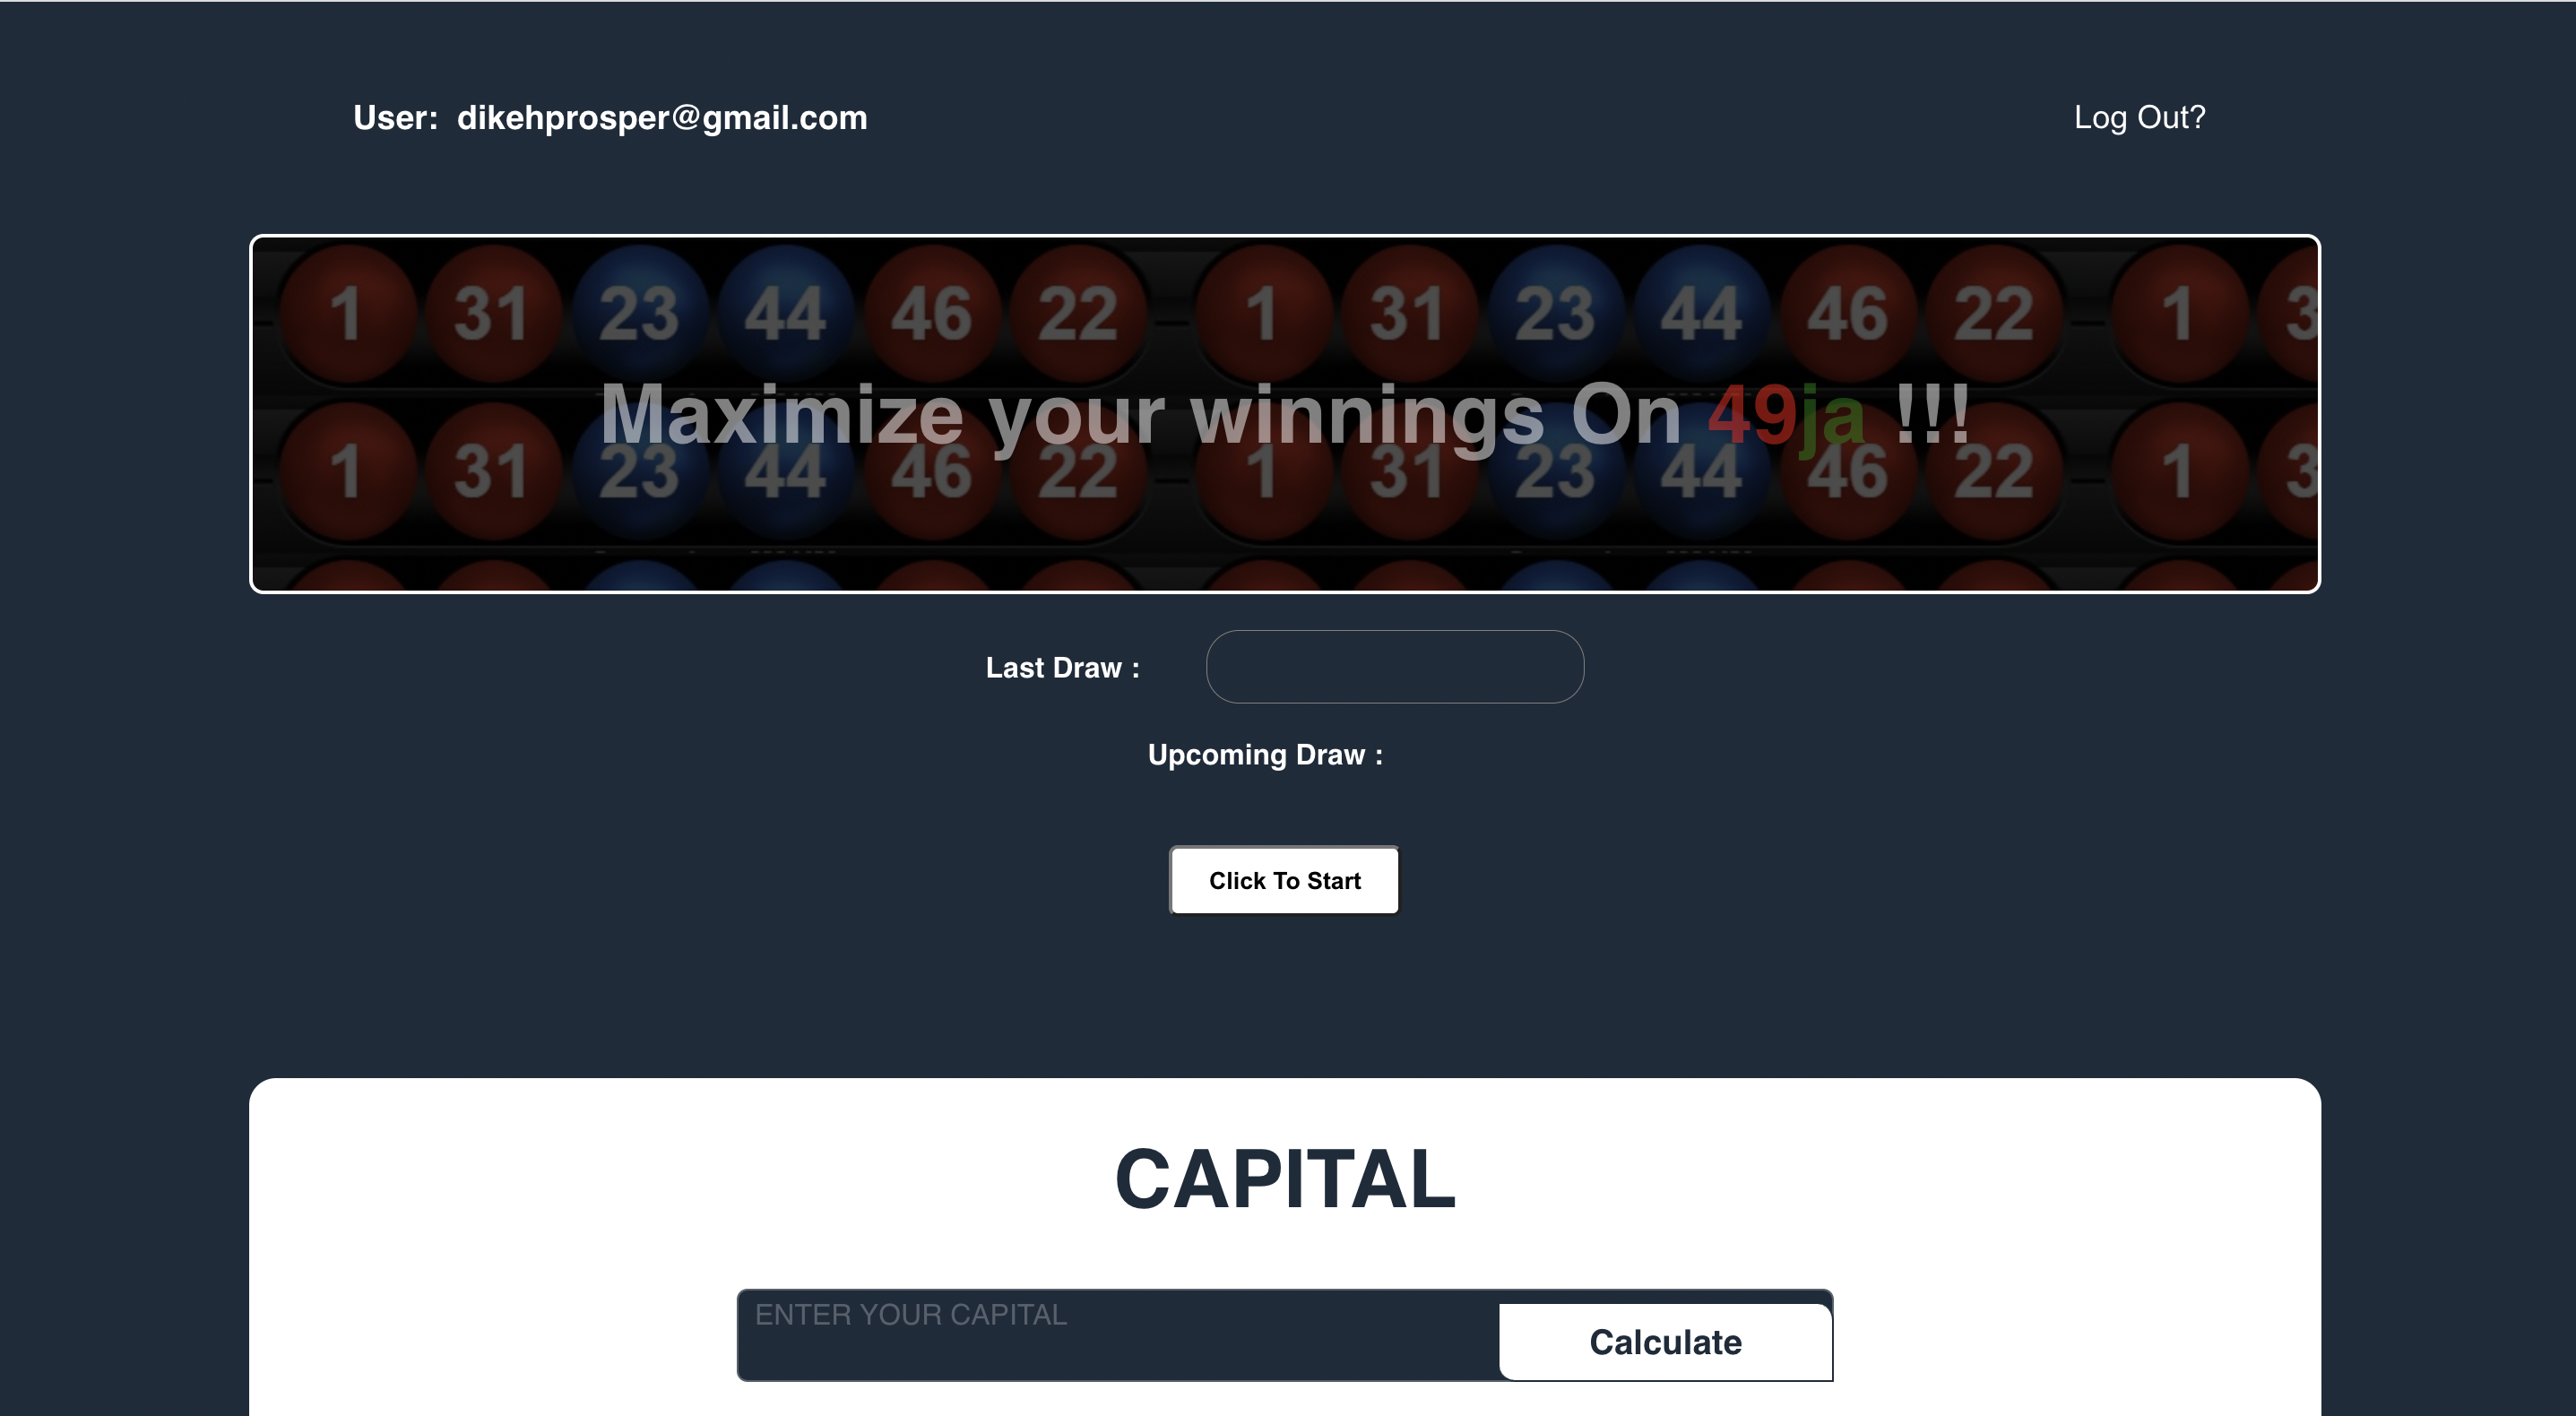 User: dikehprosper@gmail.com
Log Out?
1 31 23 44 46 22 1 31 23 44 46 22 1 3
Maximize your winnings On 49ja !!!
1 31 23 44 46 22 1 31 23 44 46 22 1 3
Last Draw :
Upcoming Draw :
Click To Start
CAPITAL
ENTER YOUR CAPITAL
Calculate